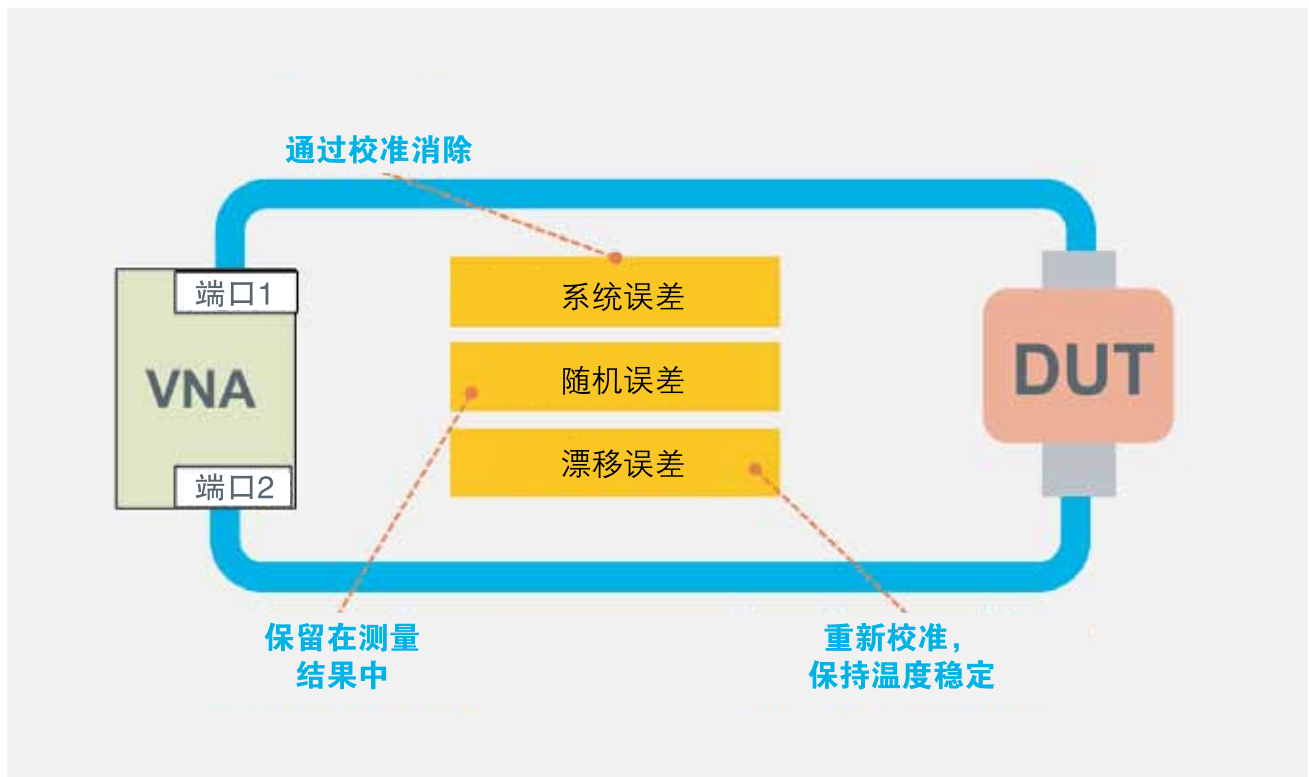 通过校准消除
端口1
系统误差
VNA
随机误差
DUT
端口2
漂移误差
保留在测量
结果中
重新校准，
保持温度稳定